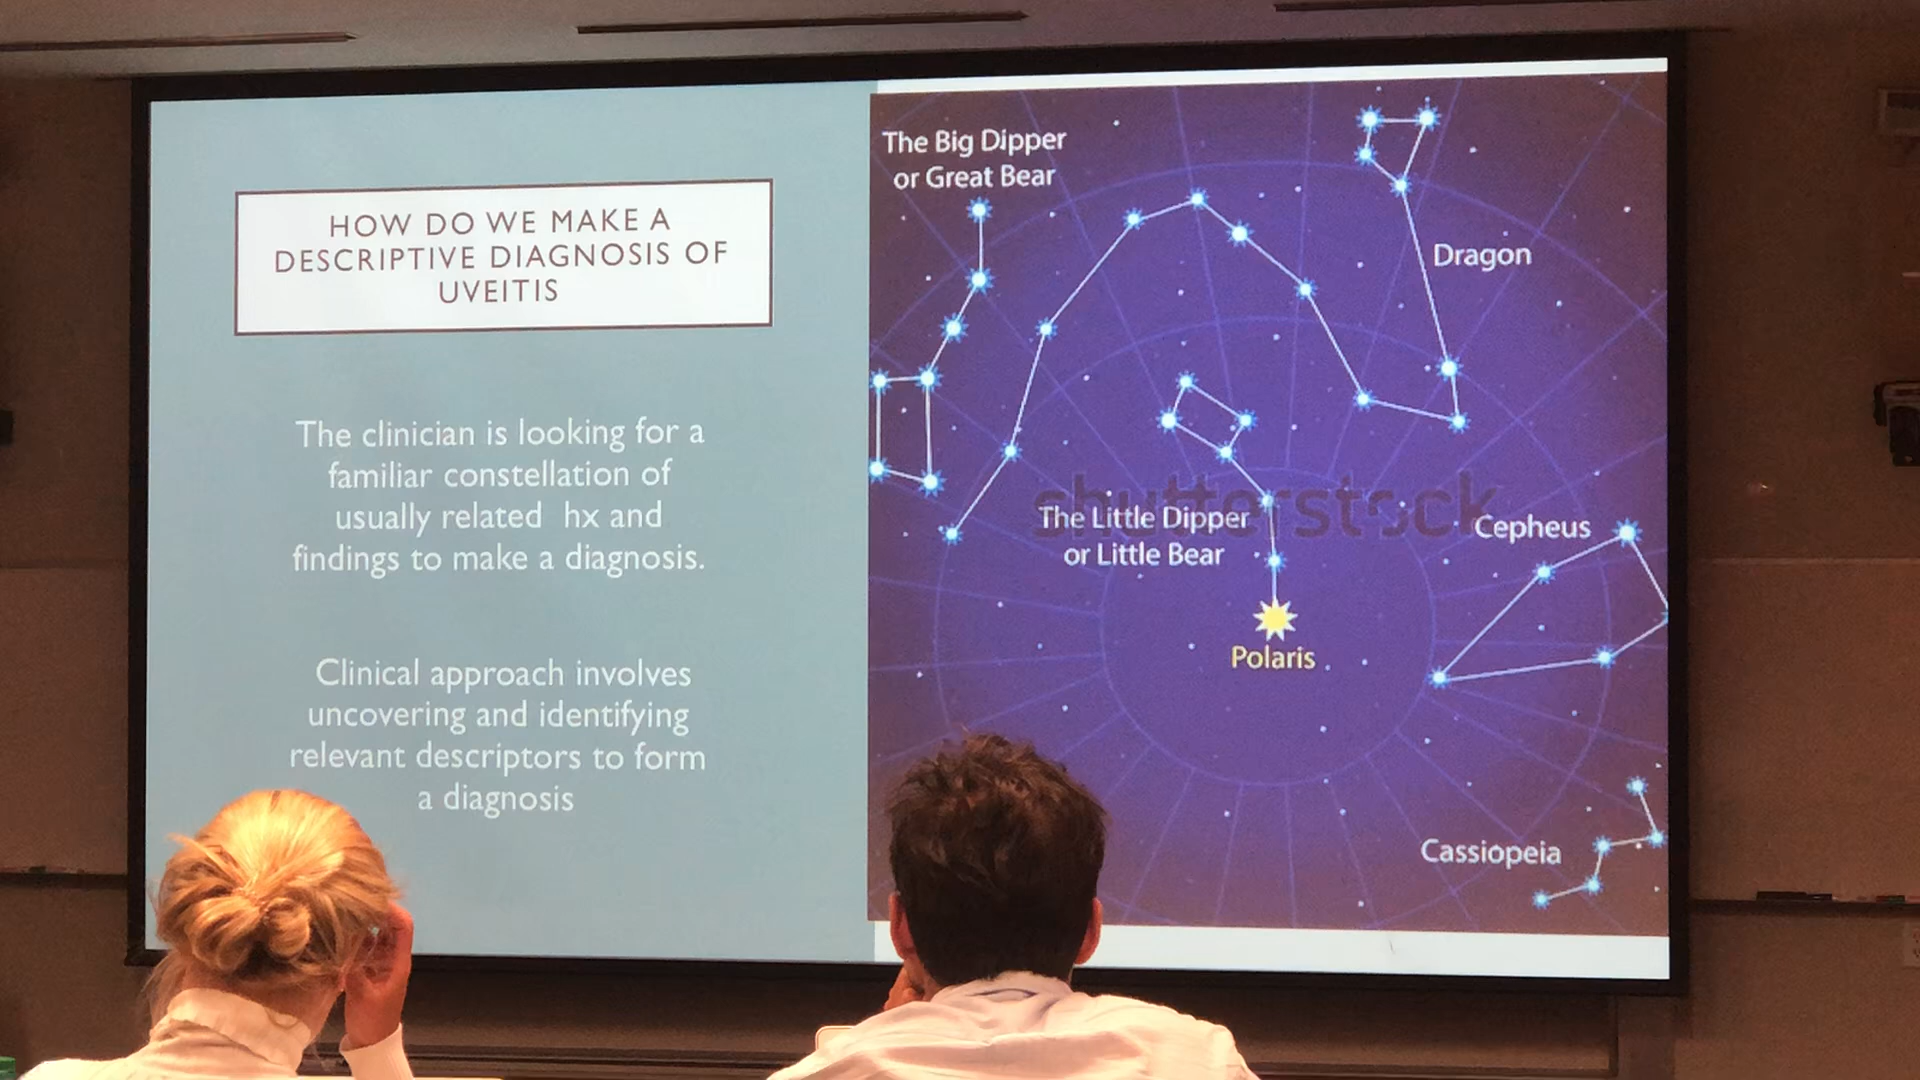 HOW DO WE MAKE A
DESCRIPTIVE DIAGNOSIS OF
UVEITIS
The clinician is looking for a
familiar constellation of
usually related hx and
findings to make a diagnosis.
Clinical approach involves
uncovering and identifying
relevant descriptors to form
a diagnosis
The Big Dipper
or Great Bear
Dragon
shutterstock
The Little Dipper
or Little Bear
Cepheus
Polaris
Cassiopeia